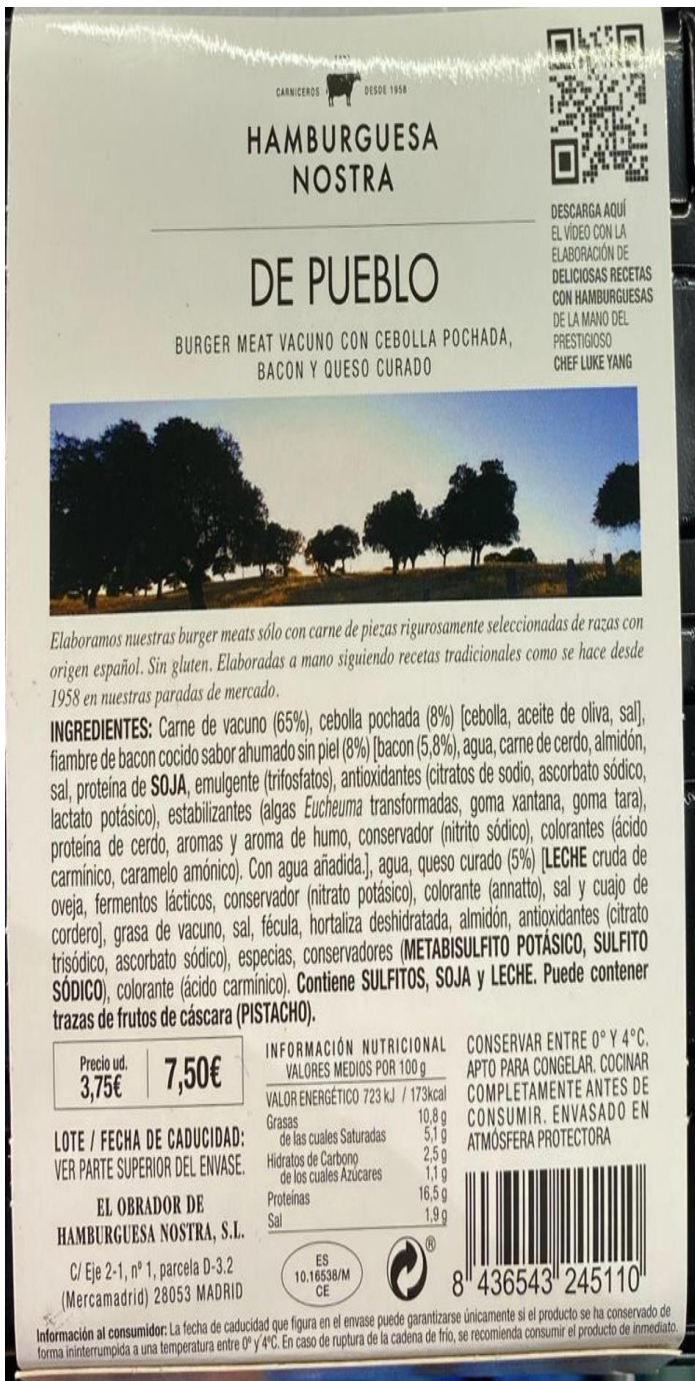 CARNICEROS DESDE 1958
HAMBURGUESA
NOSTRA
DESCARGA AQUÍ
EL VÍDEO CON LA
ELABORACIÓN DE
DELICIOSAS RECETAS
CON HAMBURGUESAS
DE LA MANO DEL
PRESTIGIOSO
CHEF LUKE YANG
DE PUEBLO
BURGER MEAT VACUNO CON CEBOLLA POCHADA,
BACON Y QUESO CURADO
Elaboramos nuestras burger meats sólo con carne de piezas rigurosamente seleccionadas de razas con
origen español. Sin gluten. Elaboradas a mano siguiendo recetas tradicionales como se hace desde
1958 en nuestras paradas de mercado.
INGREDIENTES: Carne de vacuno (65%), cebolla pochada (8%) [cebolla, aceite de oliva, sal],
fiambre de bacon cocido sabor ahumado sin piel (8%) [bacon (5,8%), agua, carne de cerdo, almidón,
sal, proteína de SOJA, emulgente (trifosfatos), antioxidantes (citratos de sodio, ascorbato sódico,
lactato potásico), estabilizantes (algas Eucheuma transformadas, goma xantana, goma tara),
proteína de cerdo, aromas y aroma de humo, conservador (nitrito sódico), colorantes (ácido
carmínico, caramelo amónico). Con agua añadida.], agua, queso curado (5%) [LECHE cruda de
oveja, fermentos lácticos, conservador (nitrato potásico), colorante (annatto), sal y cuajo de
cordero], grasa de vacuno, sal, fécula, hortaliza deshidratada, almidón, antioxidantes (citrato
trisódico, ascorbato sódico), especias, conservadores (METABISULFITO POTÁSICO, SULFITO
SÓDICO), colorante (ácido carmínico). Contiene SULFITOS, SOJA y LECHE. Puede contener
trazas de frutos de cáscara (PISTACHO).
Precio ud.
3,75€
7,50€
LOTE / FECHA DE CADUCIDAD:
VER PARTE SUPERIOR DEL ENVASE.
EL OBRADOR DE
HAMBURGUESA NOSTRA, S.L.
C/ Eje 2-1, nº 1, parcela D-3.2
(Mercamadrid) 28053 MADRID
INFORMACIÓN NUTRICIONAL
VALORES MEDIOS POR 100 g
VALOR ENERGÉTICO 723 kJ / 173kcal
Grasas 10,8 g
de las cuales Saturadas 5,1 g
Hidratos de Carbono 2,5 g
de los cuales Azúcares 1,1 g
Proteínas 16,5 g
Sal 1,9 g
ES
10.16538/M
CE
®
CONSERVAR ENTRE 0º Y 4ºC.
APTO PARA CONGELAR. COCINAR
COMPLETAMENTE ANTES DE
CONSUMIR. ENVASADO EN
ATMÓSFERA PROTECTORA
8 436543 245110
Información al consumidor: La fecha de caducidad que figura en el envase puede garantizarse únicamente si el producto se ha conservado de
forma ininterrumpida a una temperatura entre 0º y 4ºC. En caso de ruptura de la cadena de frío, se recomienda consumir el producto de inmediato.